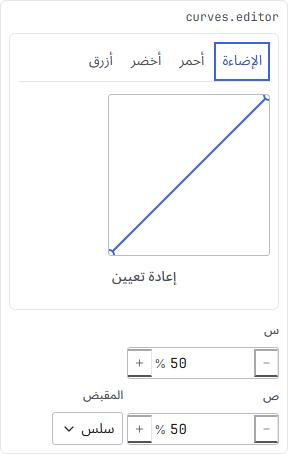 curves.editor
الإضاءة أحمر أخضر أزرق
إعادة تعيين
س
− 50 % +
ص المقبض
− 50 % + سلس